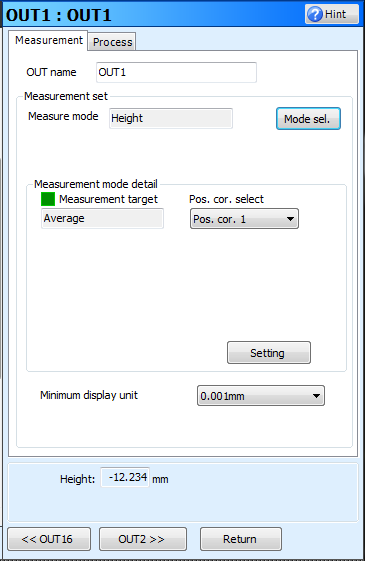 OUT1 : OUT1
? Hint
Measurement Process
OUT name OUT1
Measurement set
Measure mode Height Mode sel.
Measurement mode detail
Measurement target Pos. cor. select
Average Pos. cor. 1
Setting
Minimum display unit 0.001mm
Height: -12.234 mm
<< OUT16 OUT2 >> Return